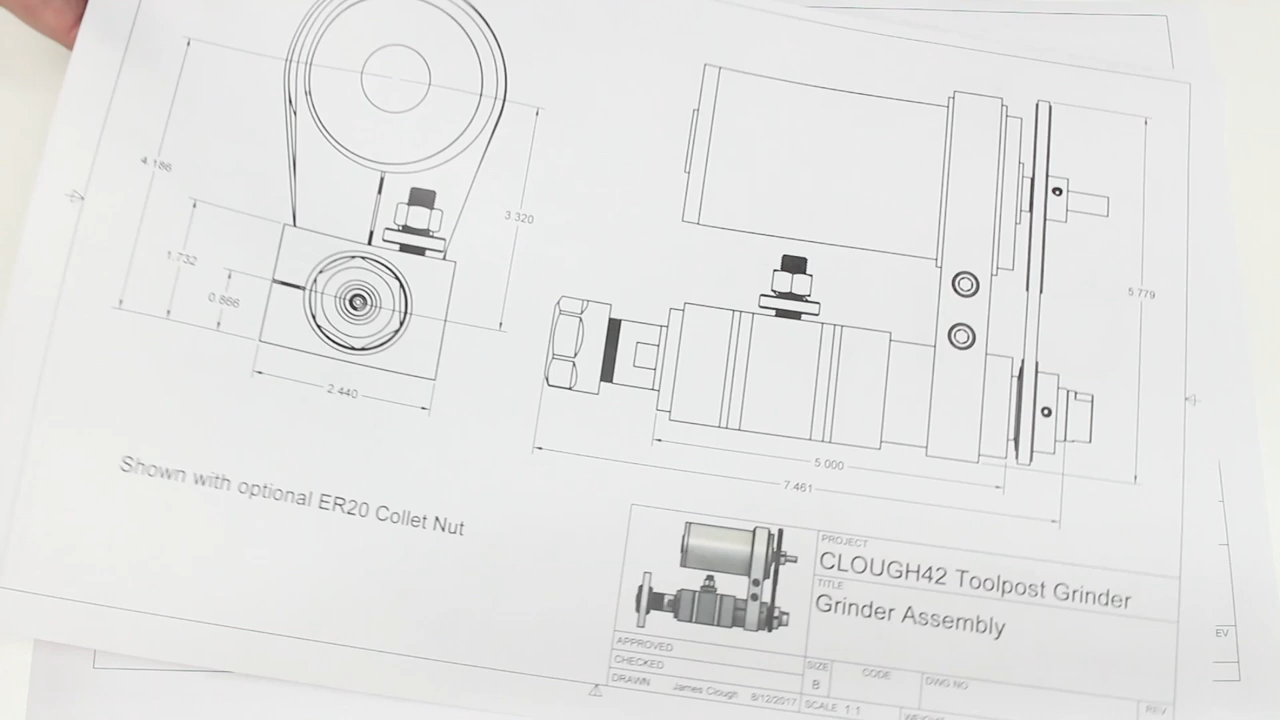 4.186
1.732
0.866
3.320
2.440
5.779
5.000
7.461
Shown with optional ER20 Collet Nut
PROJECT
CLOUGH42 Toolpost Grinder
TITLE
Grinder Assembly
APPROVED
CHECKED
DRAWN James Clough 8/12/2017
SIZE
B
CODE
DWG NO
REV
SCALE 1:1
WEIGHT
EV